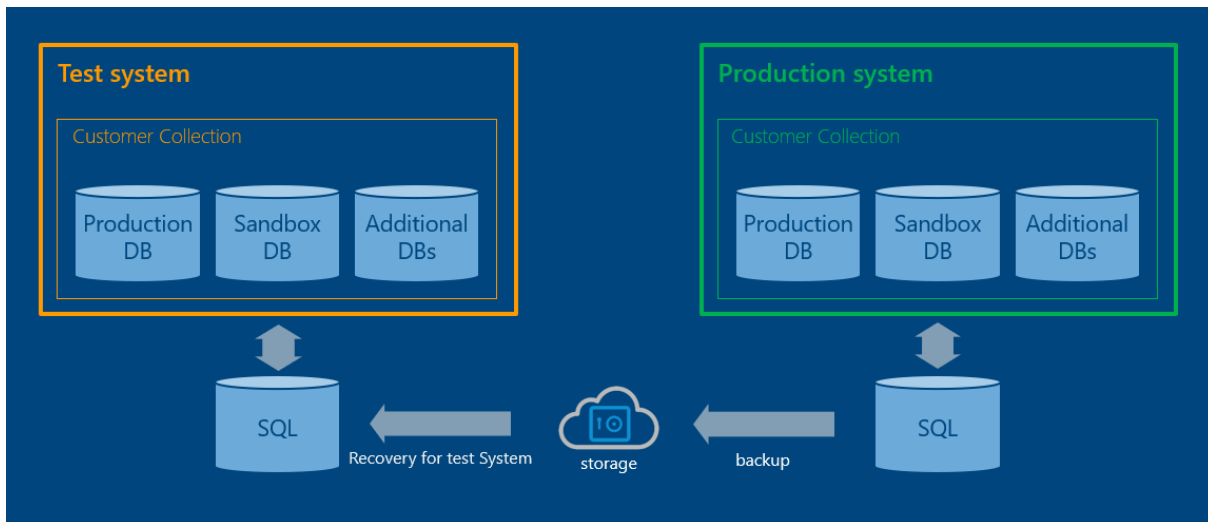 Test system
Customer Collection
Production
DB
Sandbox
DB
Additional
DBs
SQL
Recovery for test System
storage
backup
Production system
Customer Collection
Production
DB
Sandbox
DB
Additional
DBs
SQL